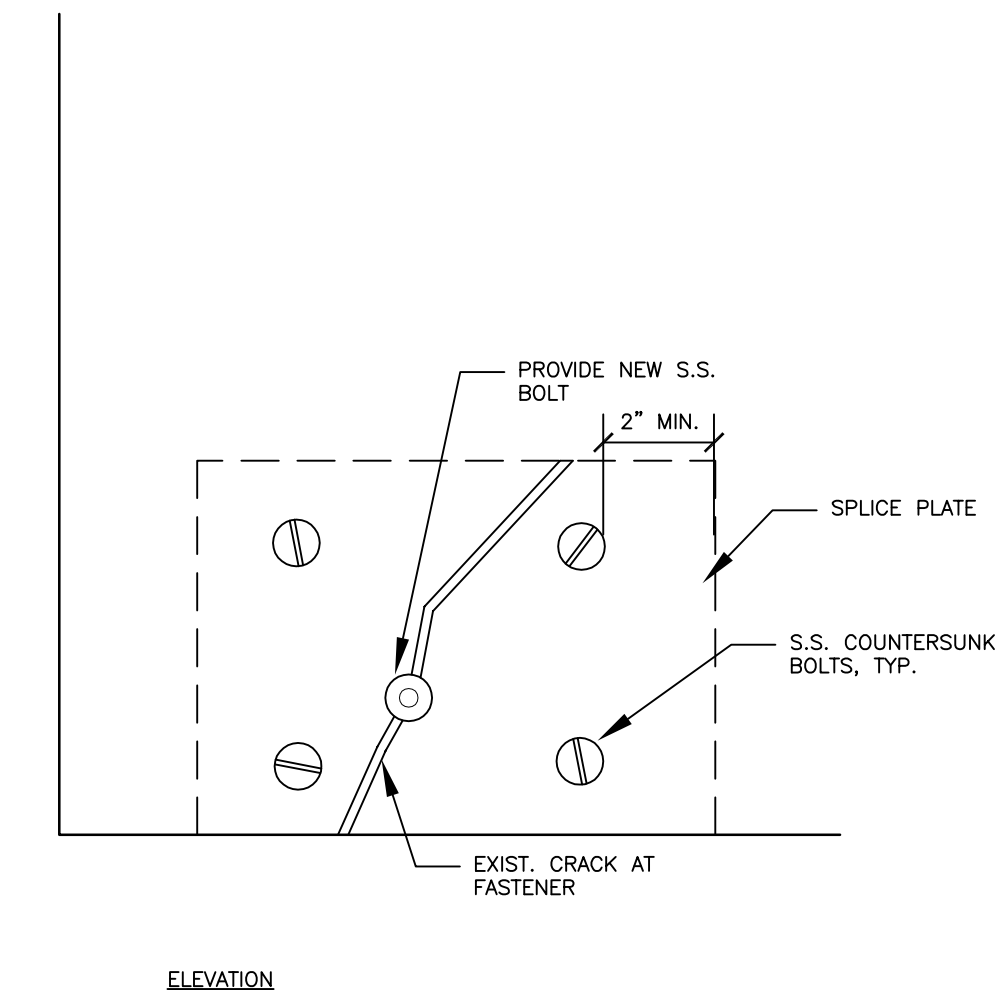 PROVIDE NEW S.S.
BOLT
2” MIN.
SPLICE PLATE
S.S. COUNTERSUNK
BOLTS, TYP.
EXIST. CRACK AT
FASTENER
ELEVATION